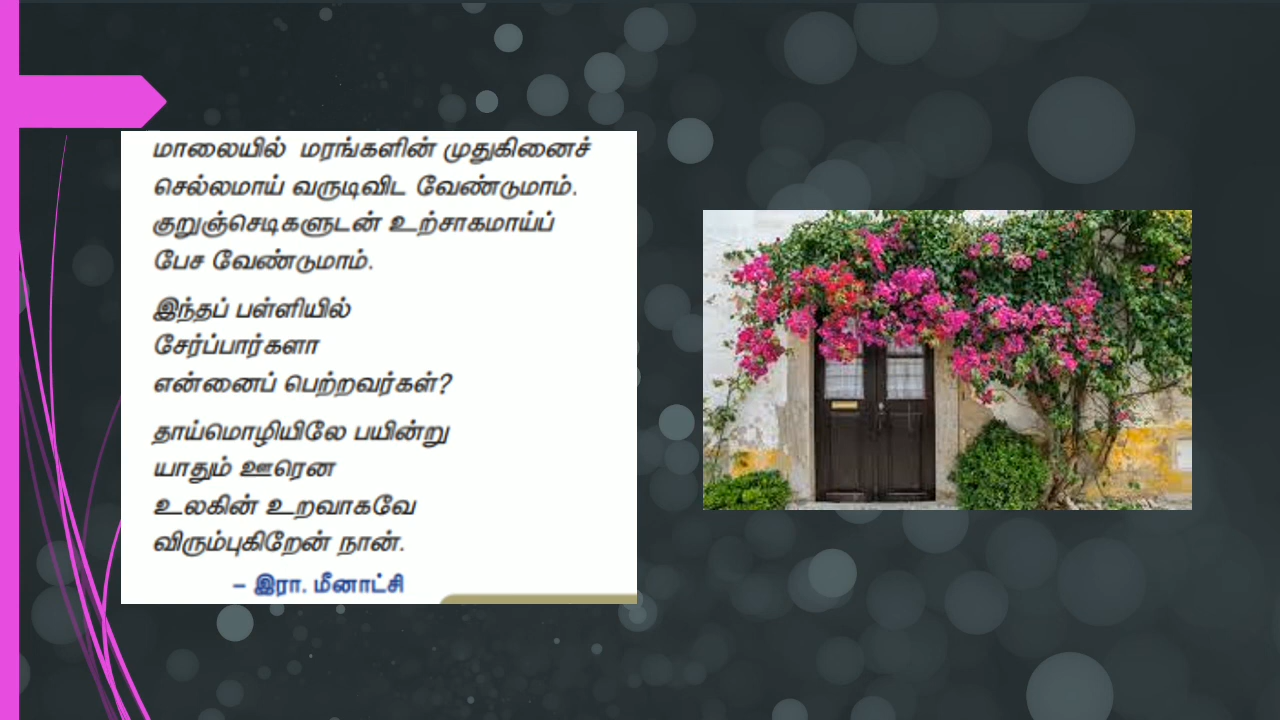 மாலையில் மரங்களின் முதுகினைச்
செல்லமாய் வருடிவிட வேண்டுமாம்.
குறுஞ்செடிகளுடன் உற்சாகமாய்ப்
பேச வேண்டுமாம்.
இந்தப் பள்ளியில்
சேர்ப்பார்களா
என்னைப் பெற்றவர்கள்?
தாய்மொழியிலே பயின்று
யாதும் ஊரென
உலகின் உறவாகவே
விரும்புகிறேன் நான்.
– இரா. மீனாட்சி